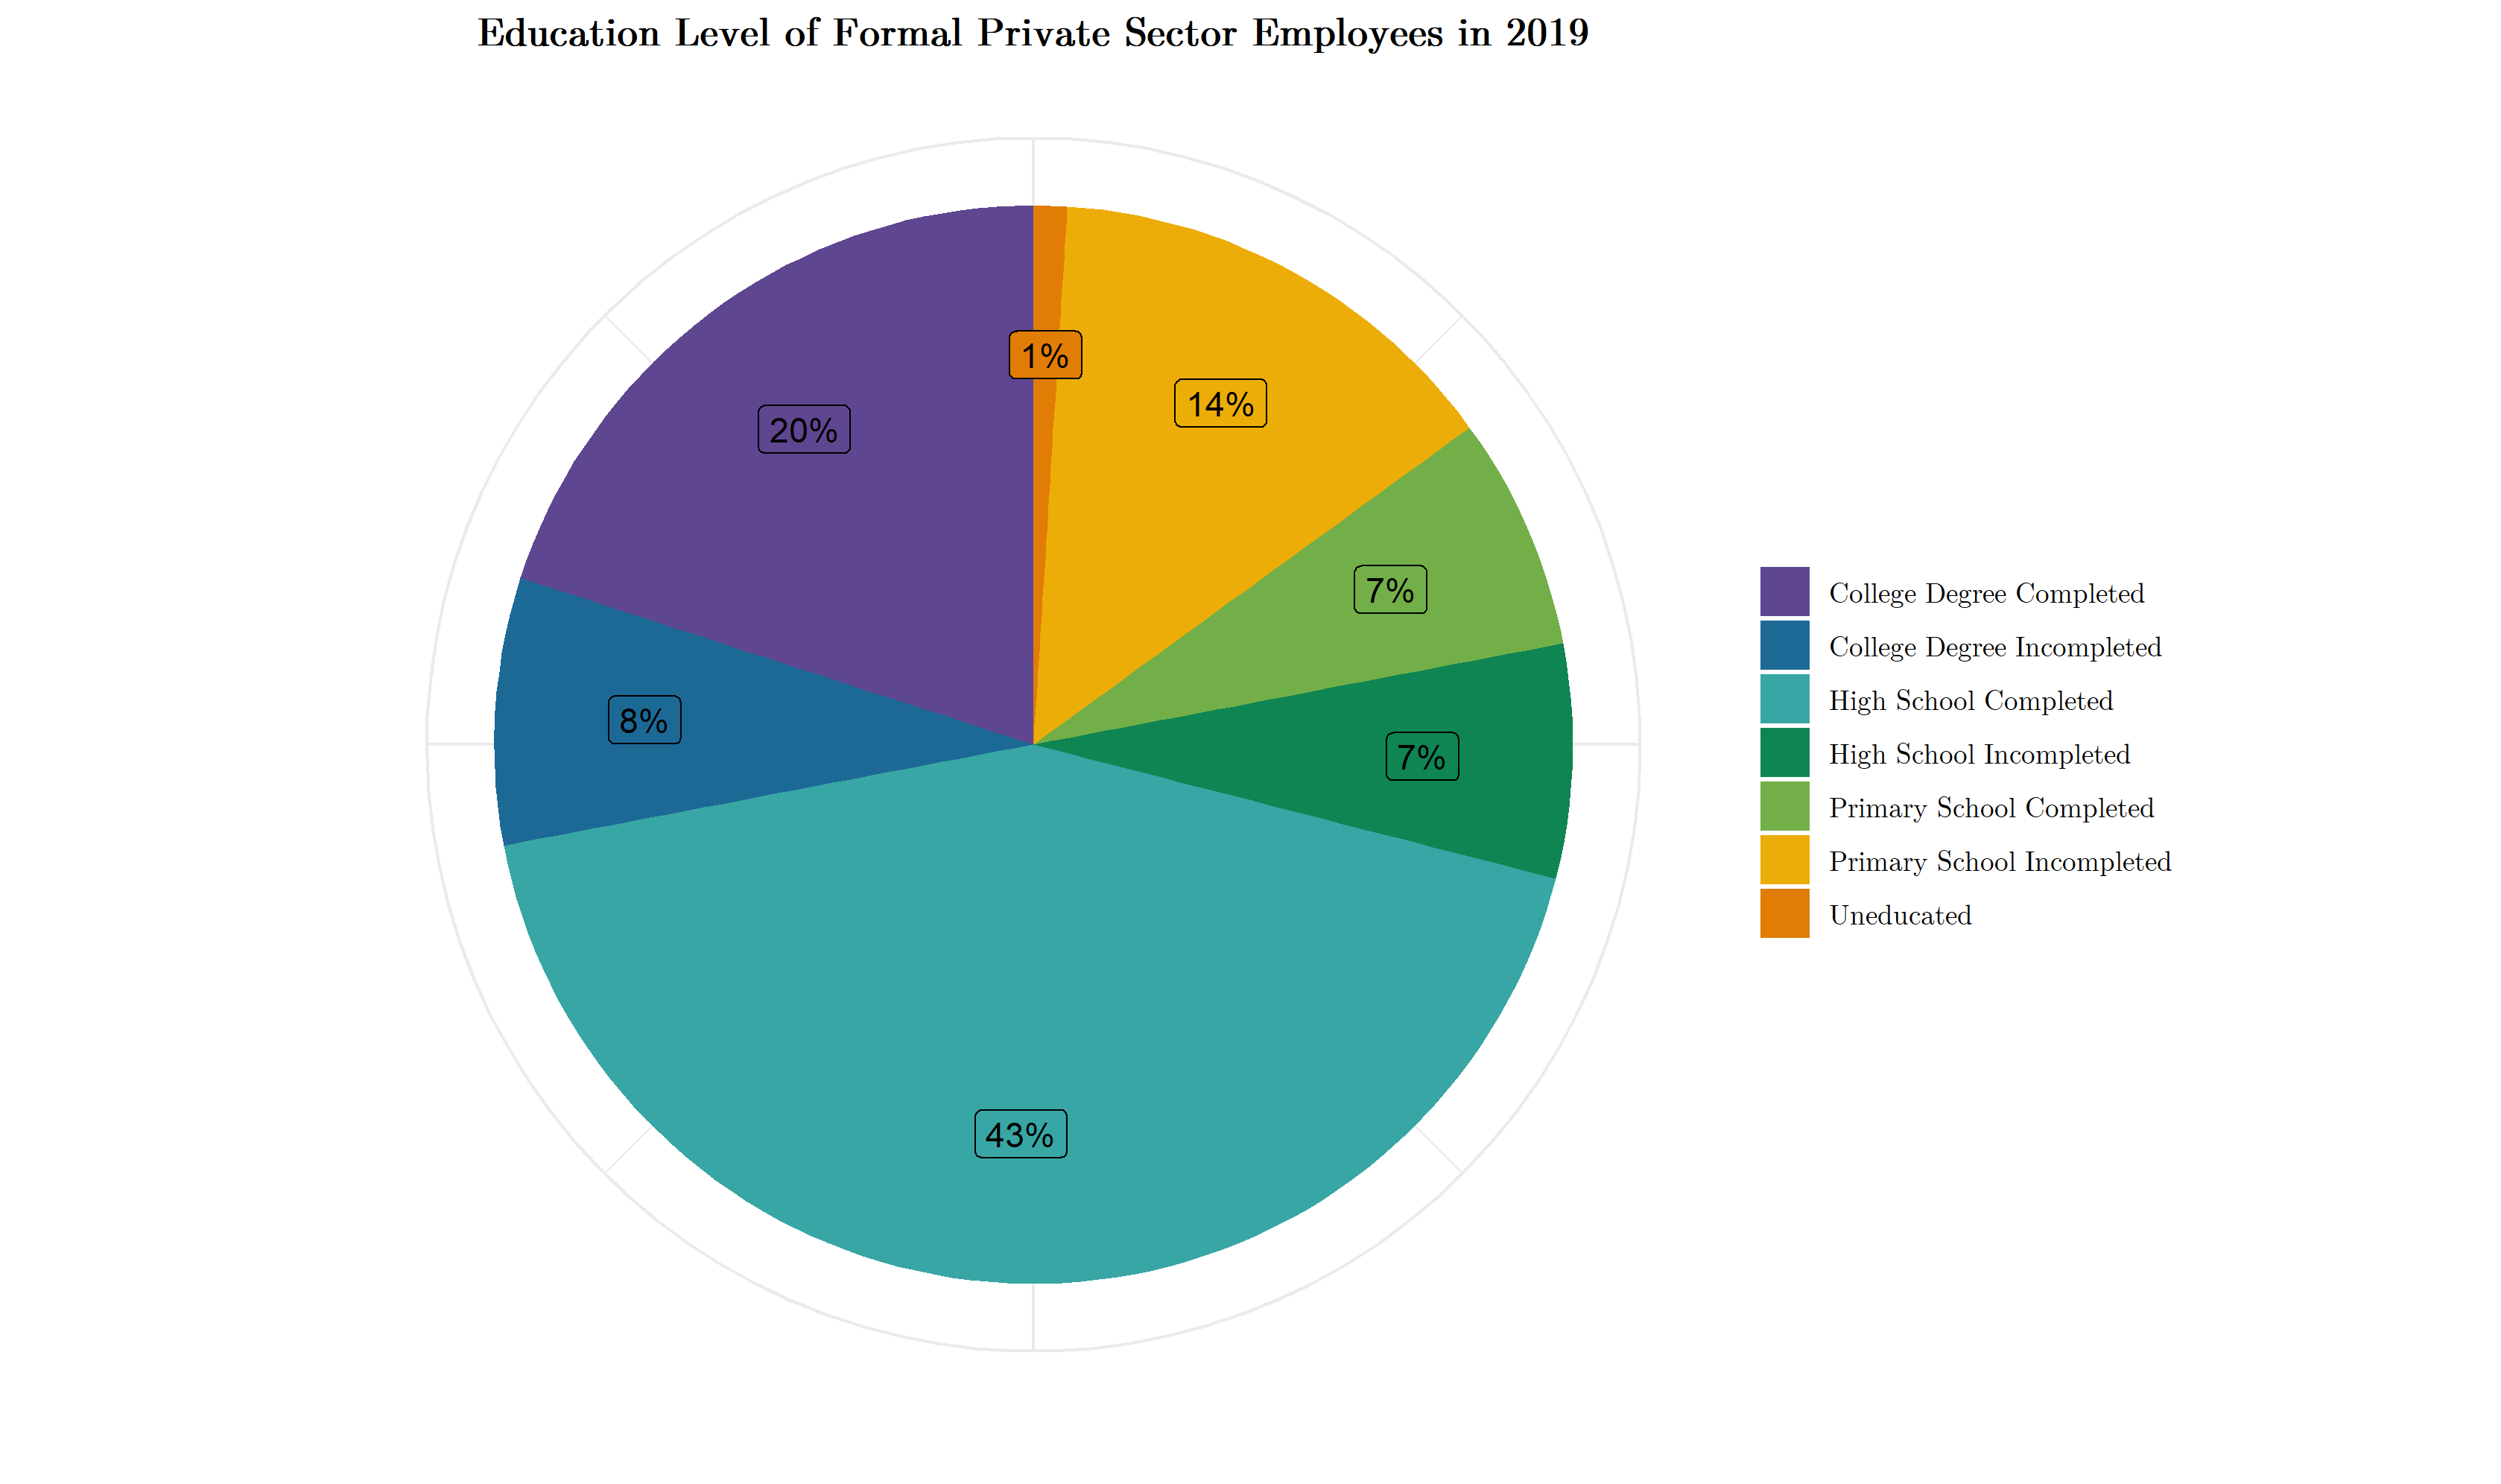 Education Level of Formal Private Sector Employees in 2019
1%
14%
20%
7%
8%
7%
43%
College Degree Completed
College Degree Incompleted
High School Completed
High School Incompleted
Primary School Completed
Primary School Incompleted
Uneducated